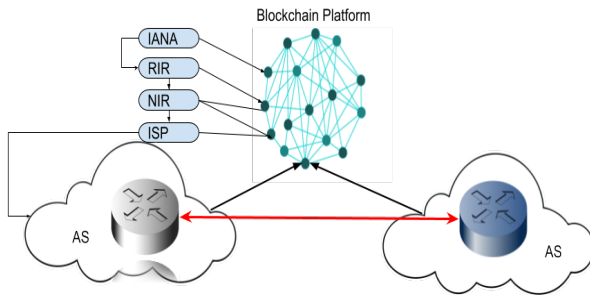 Blockchain Platform
IANA
RIR
NIR
ISP
AS
AS